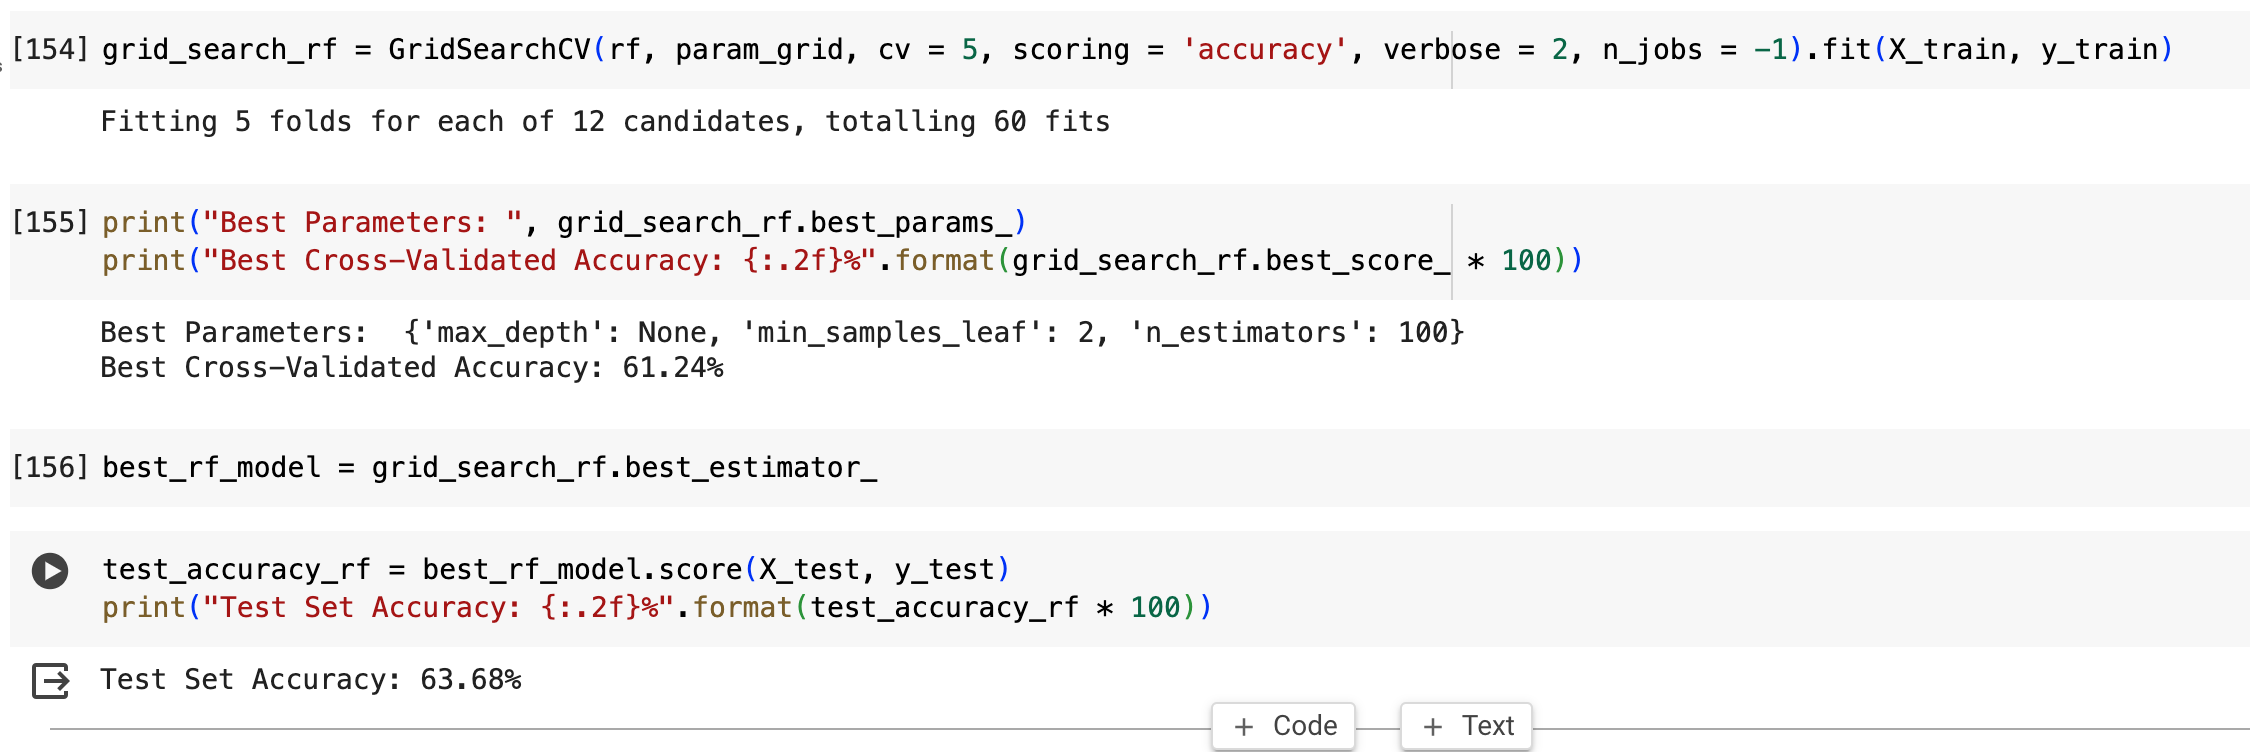 [154] grid_search_rf = GridSearchCV(rf, param_grid, cv = 5, scoring = 'accuracy', verbose = 2, n_jobs = -1).fit(X_train, y_train)
Fitting 5 folds for each of 12 candidates, totalling 60 fits
[155] print("Best Parameters: ", grid_search_rf.best_params_)
print("Best Cross-Validated Accuracy: {:.2f}%".format(grid_search_rf.best_score_ * 100))
Best Parameters:  {'max_depth': None, 'min_samples_leaf': 2, 'n_estimators': 100}
Best Cross-Validated Accuracy: 61.24%
[156] best_rf_model = grid_search_rf.best_estimator_
test_accuracy_rf = best_rf_model.score(X_test, y_test)
print("Test Set Accuracy: {:.2f}%".format(test_accuracy_rf * 100))
Test Set Accuracy: 63.68%
+ Code + Text